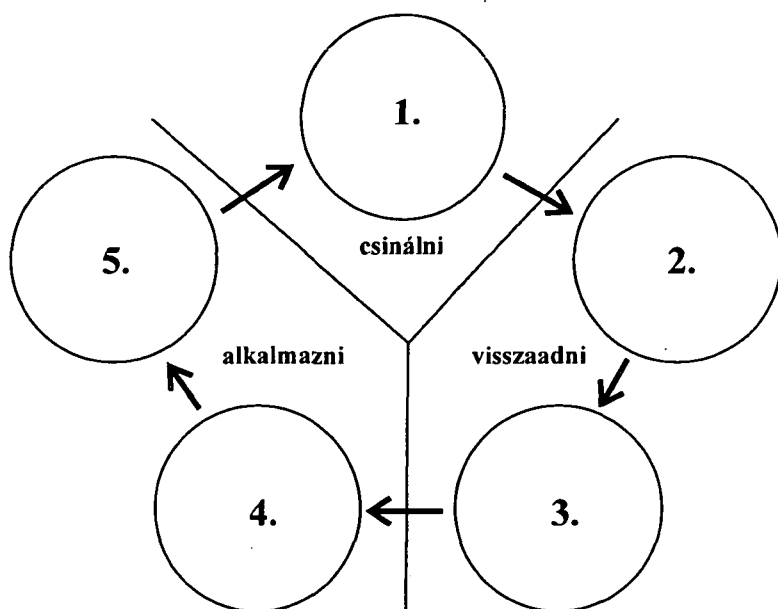 1.
5.
2.
csinálni
alkalmazni
visszaadni
4.
3.